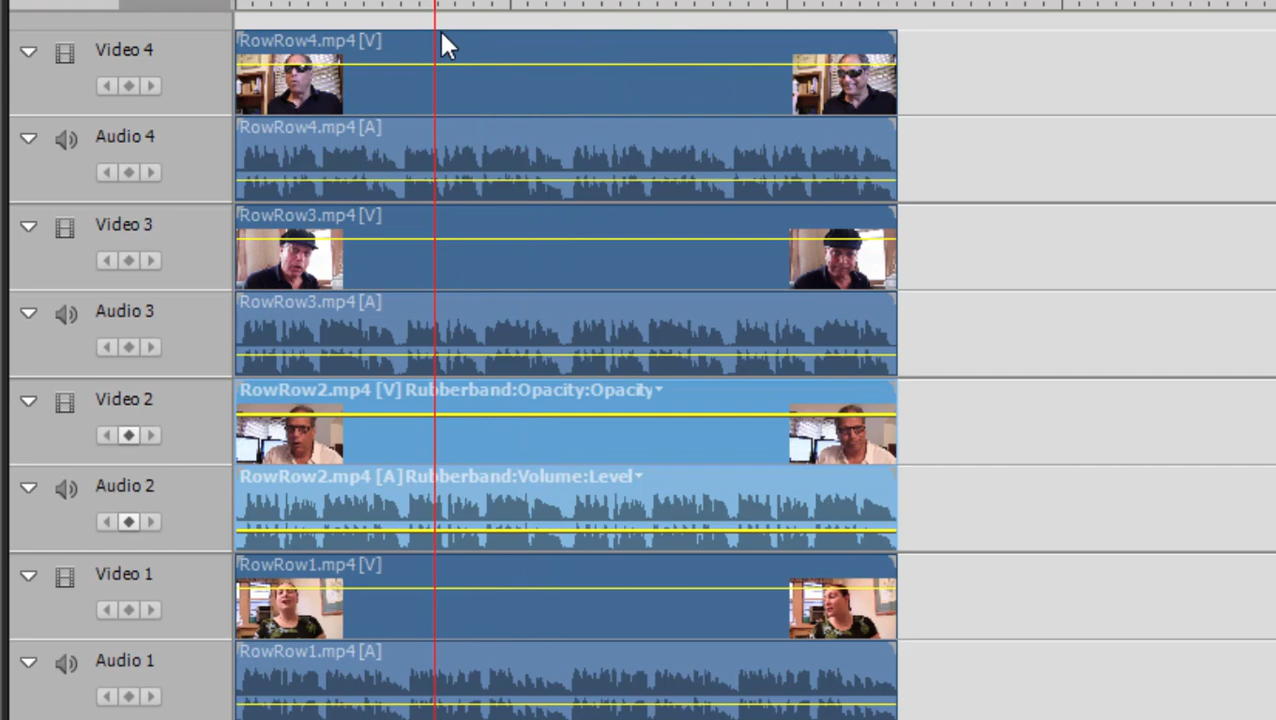 Video 4
RowRow4.mp4 [V]
Audio 4
RowRow4.mp4 [A]
Video 3
RowRow3.mp4 [V]
Audio 3
RowRow3.mp4 [A]
Video 2
RowRow2.mp4 [V] Rubberband:Opacity:Opacity
Audio 2
RowRow2.mp4 [A] Rubberband:Volume:Level
Video 1
RowRow1.mp4 [V]
Audio 1
RowRow1.mp4 [A]